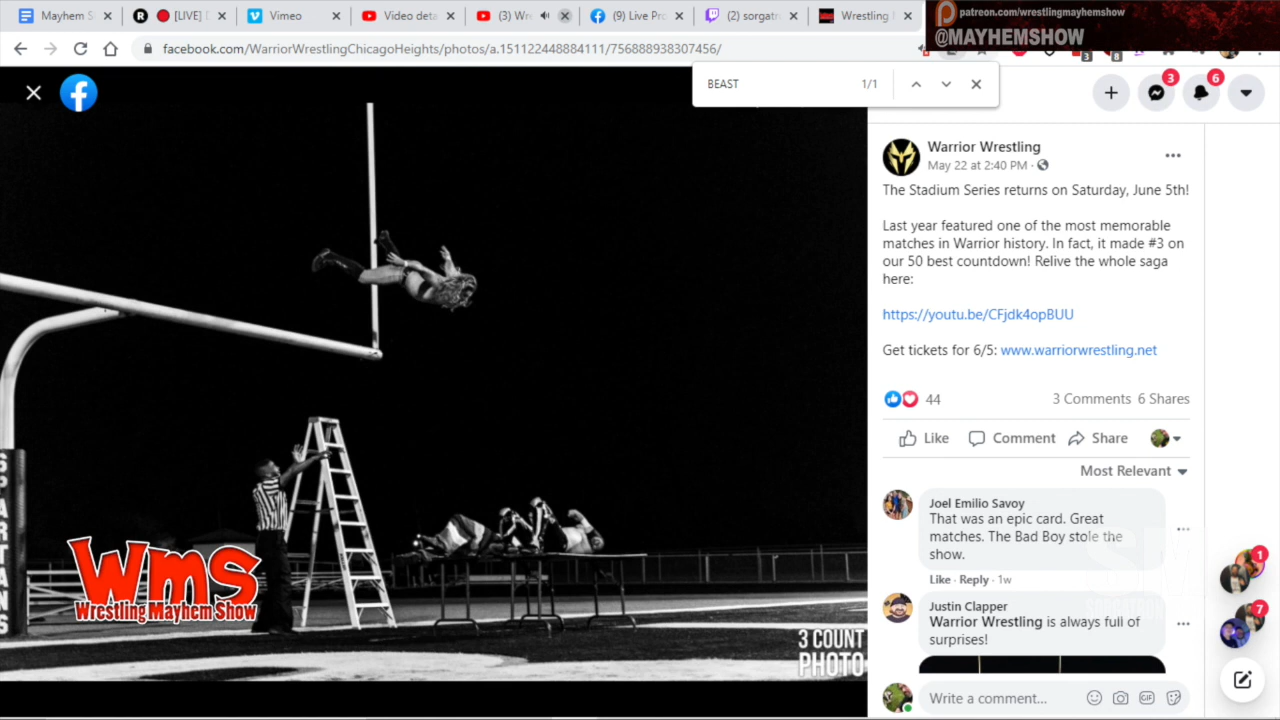 Mayhem S
[LIVE]
Vimeo
Video deta
(3) Wre
(9) Live Pro
(2) sorgatr
Wrestling
patreon.com/wrestlingmayhemshow
@MAYHEMSHOW
facebook.com/WarriorWrestlingChicagoHeights/photos/a.151122448884111/756888938307456/
3
8
BEAST
1/1
3
6
Warrior Wrestling
May 22 at 2:40 PM ·
The Stadium Series returns on Saturday, June 5th!
Last year featured one of the most memorable
matches in Warrior history. In fact, it made #3 on
our 50 best countdown! Relive the whole saga
here:
https://youtu.be/CFjdk4opBUU
Get tickets for 6/5: www.warriorwrestling.net
44
3 Comments 6 Shares
Like
Comment
Share
Most Relevant
Joel Emilio Savoy
That was an epic card. Great
matches. The Bad Boy stole the
show.
Like · Reply · 1w
Justin Clapper
Warrior Wrestling is always full of
surprises!
Write a comment...
GIF
1
7
SPARTANS
WMS
Wrestling Mayhem Show
3 COUNT
PHOTO